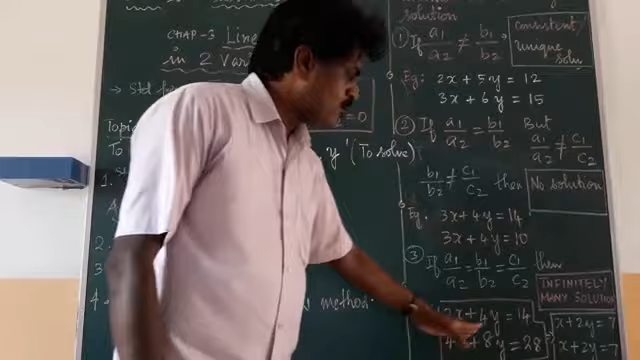 CHAP-3 Line
in 2 Var
→ Std for
Topic
To
1.
2.
3
4
= 0
y' (To solve)
method.
solution
① If a₁/a₂ ≠ b₁/b₂
Consistent/
unique
Solu
Eg: 2x + 5y = 12
3x + 6y = 15
② If a₁/a₂ = b₁/b₂ But
a₁/a₂ ≠ c₁/c₂
b₁/b₂ ≠ c₁/c₂ then
No solution
Eg: 3x + 4y = 14
3x + 4y = 10
③ If a₁/a₂ = b₁/b₂ = c₁/c₂ then
INFINITELY
MANY SOLUTION
2x + 4y = 14
4x + 8y = 28
x + 2y = 7
x + 2y = 7